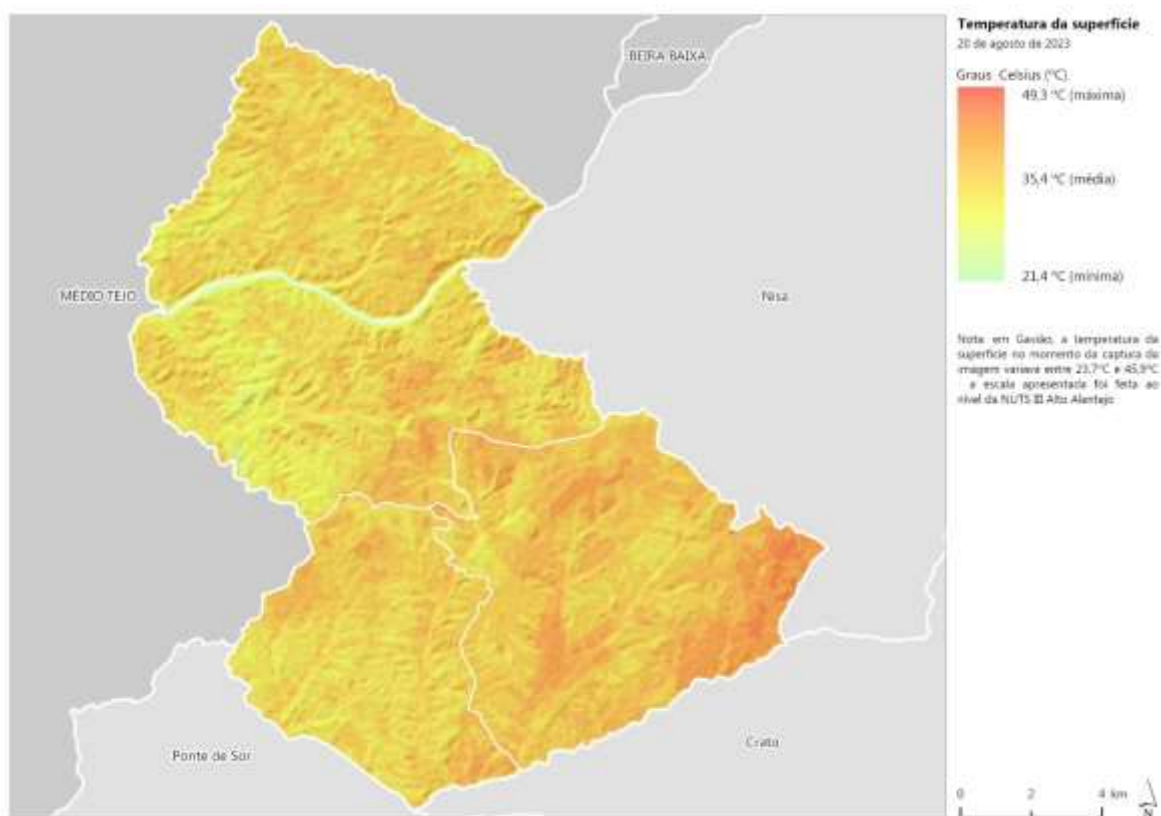 Temperatura da superfície
28 de agosto de 2023
Graus Celsius (°C)
49,3 °C (máxima)
35,4 °C (média)
21,4 °C (mínima)
Nota: em Gavião, a temperatura da
superfície no momento da captura da
imagem variava entre 23,7°C e 45,9°C
- a escala apresentada foi feita ao
nível da NUTS III Alto Alentejo
BEIRA BAIXA
MÉDIO TEJO
Nisa
Ponte de Sor
Crato
0 2 4 km
N